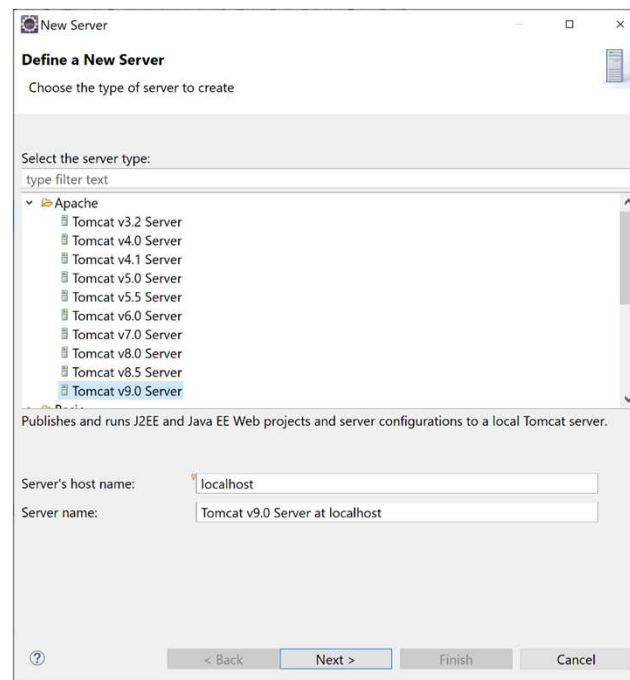 New Server
Define a New Server
Choose the type of server to create
Select the server type:
type filter text
Apache
Tomcat v3.2 Server
Tomcat v4.0 Server
Tomcat v4.1 Server
Tomcat v5.0 Server
Tomcat v5.5 Server
Tomcat v6.0 Server
Tomcat v7.0 Server
Tomcat v8.0 Server
Tomcat v8.5 Server
Tomcat v9.0 Server
Publishes and runs J2EE and Java EE Web projects and server configurations to a local Tomcat server.
Server's host name: localhost
Server name: Tomcat v9.0 Server at localhost
? < Back Next > Finish Cancel